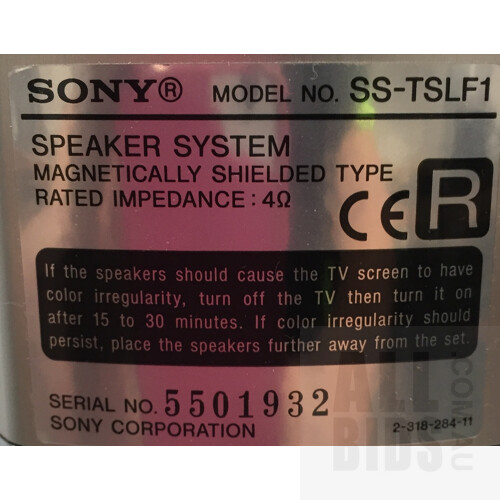 SONY® MODEL NO. SS-TSLF1
SPEAKER SYSTEM
MAGNETICALLY SHIELDED TYPE
RATED IMPEDANCE : 4Ω
CE R
If the speakers should cause the TV screen to have
color irregularity, turn off the TV then turn it on
after 15 to 30 minutes. If color irregularity should
persist, place the speakers further away from the set.
SERIAL NO. 5501932
SONY CORPORATION 2-318-284-11
ALLBIDS
.COM.AU